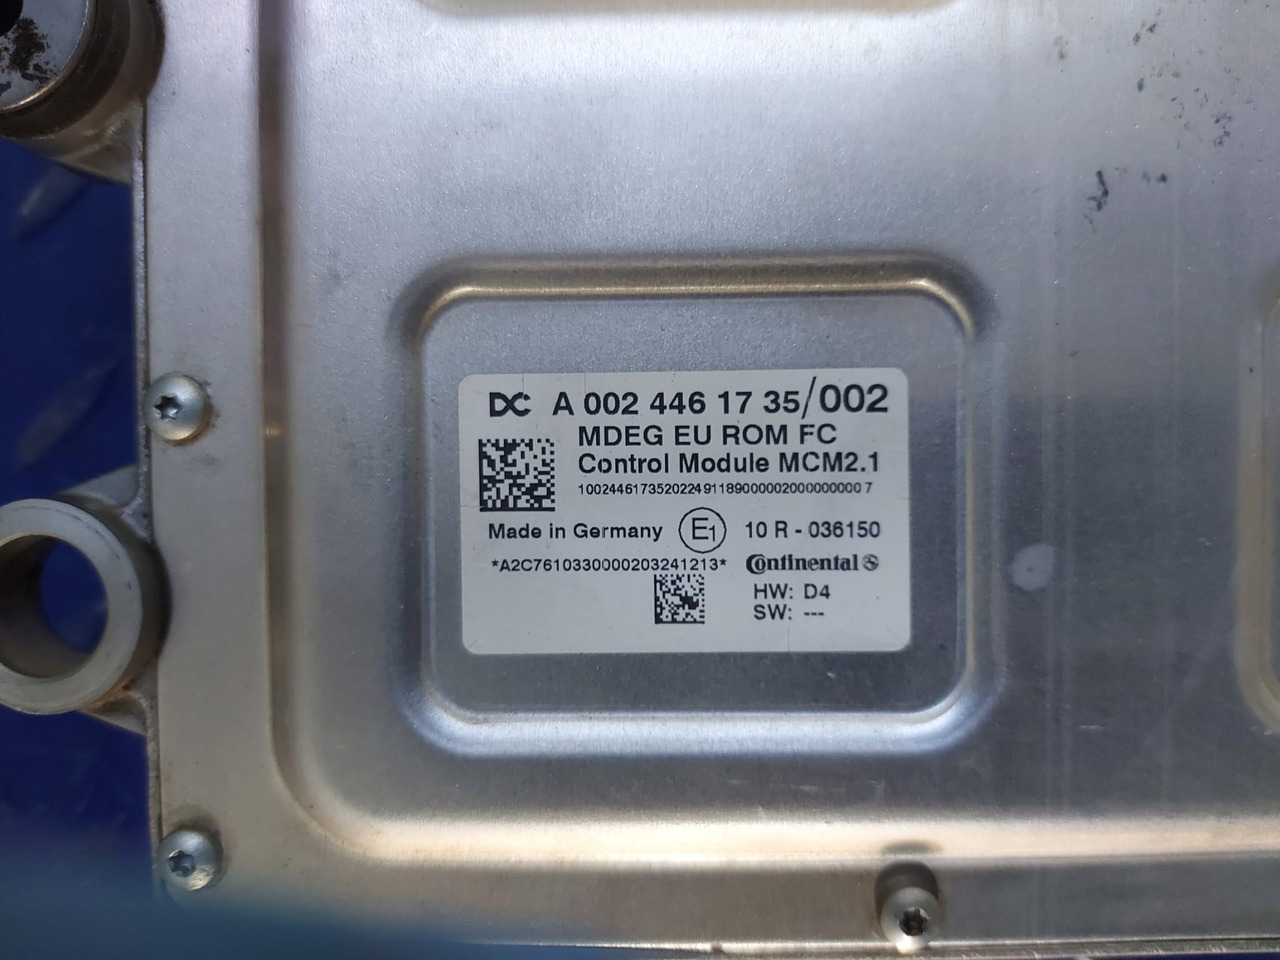 DC A 002 446 17 35/002
MDEG EU ROM FC
Control Module MCM2.1
10024461735202249118900000200000000007
Made in Germany E1 10 R - 036150
*A2C7610330000203241213* Continental
HW: D4
SW: ---